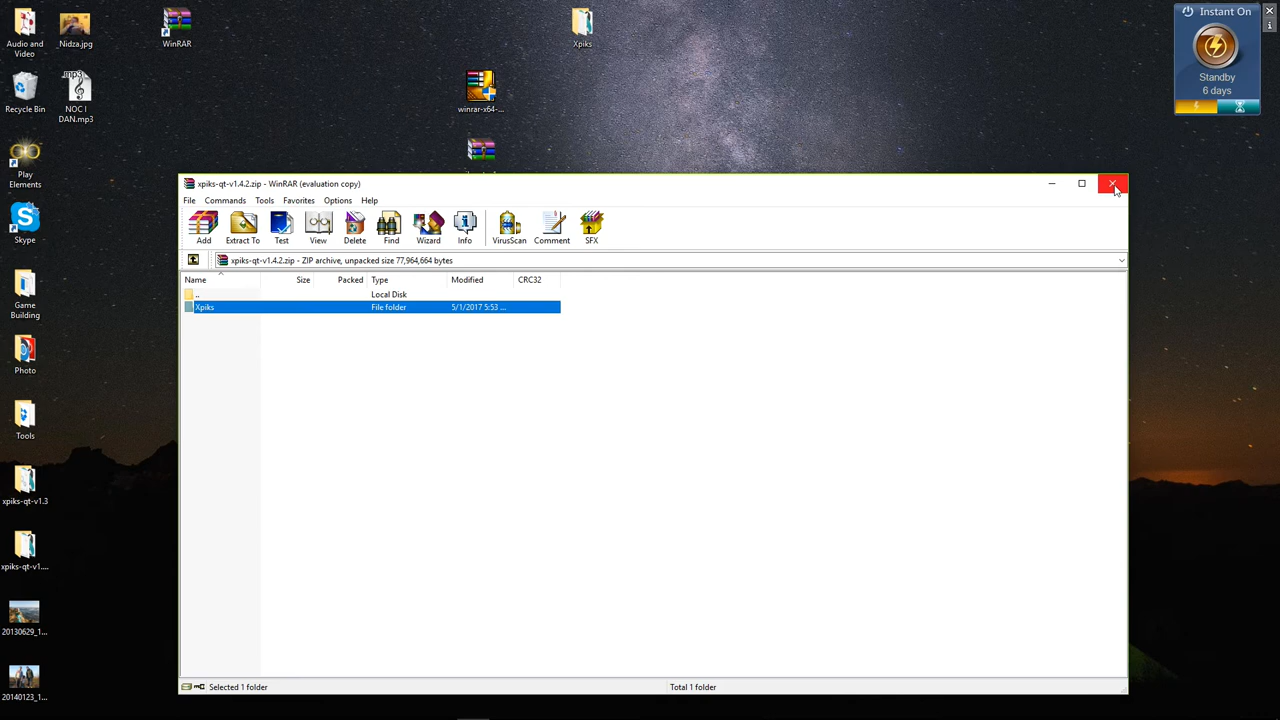 Audio and
Video
Nidza.jpg
WinRAR
Xpiks
Instant On
Standby
6 days
Recycle Bin
.mp3
NOC I
DAN.mp3
winrar-x64-...
Play
Elements
Skype
Game
Building
Photo
Tools
xpiks-qt-v1.3
xpiks-qt-v1....
20130629_1...
20140123_1...
xpiks-qt-v1.4.2.zip - WinRAR (evaluation copy)
File Commands Tools Favorites Options Help
Add Extract To Test View Delete Find Wizard Info VirusScan Comment SFX
xpiks-qt-v1.4.2.zip - ZIP archive, unpacked size 77,964,664 bytes
Name Size Packed Type Modified CRC32
.. Local Disk
Xpiks File folder 5/1/2017 5:53 ...
Selected 1 folder Total 1 folder